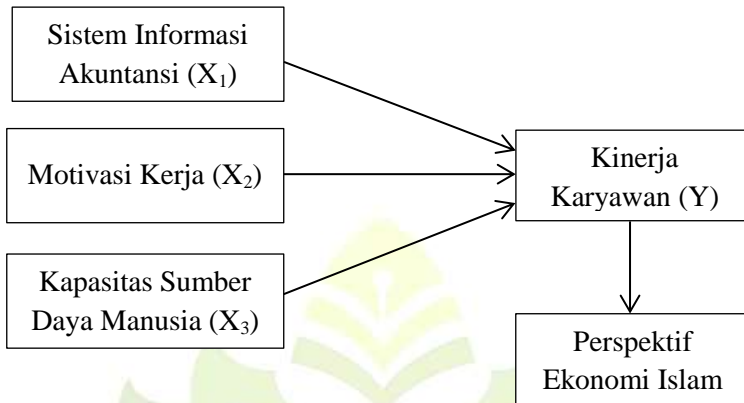 Sistem Informasi
Akuntansi (X₁)
Motivasi Kerja (X₂)
Kapasitas Sumber
Daya Manusia (X₃)
Kinerja
Karyawan (Y)
Perspektif
Ekonomi Islam